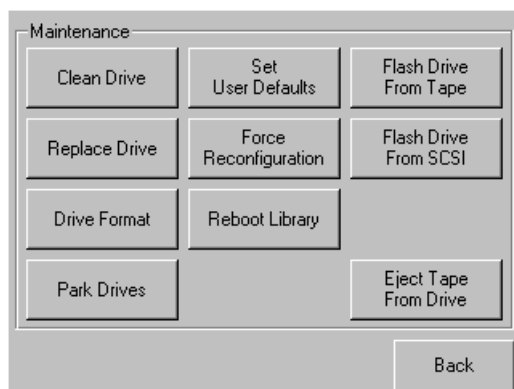 Maintenance
Clean Drive
Set
User Defaults
Flash Drive
From Tape
Replace Drive
Force
Reconfiguration
Flash Drive
From SCSI
Drive Format
Reboot Library
Park Drives
Eject Tape
From Drive
Back